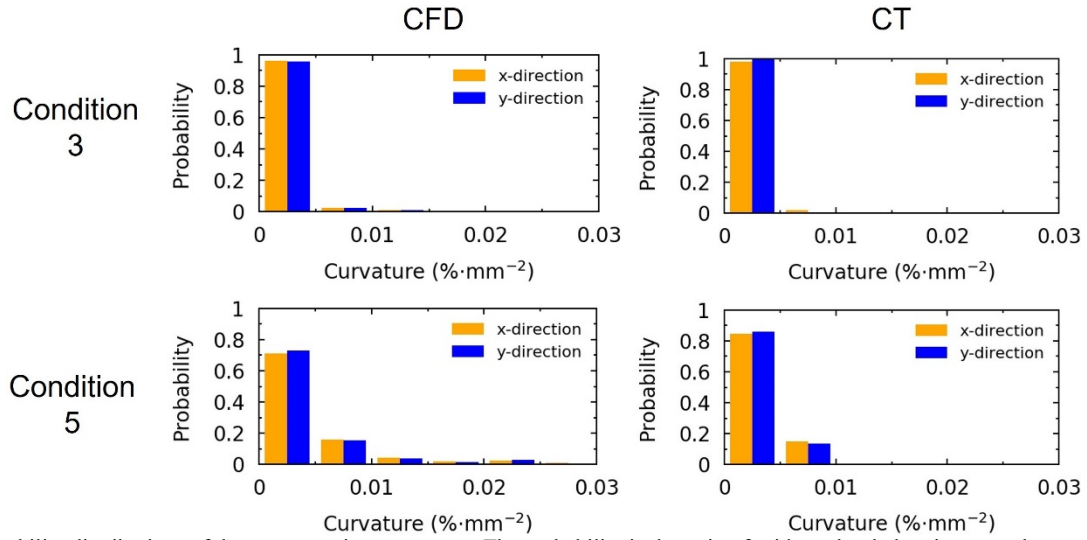 CFD
CT
Condition
3
Probability
1
0.8
0.6
0.4
0.2
0
x-direction
y-direction
0 0.01 0.02 0.03
Curvature (%·mm⁻²)
Probability
1
0.8
0.6
0.4
0.2
0
x-direction
y-direction
0 0.01 0.02 0.03
Curvature (%·mm⁻²)
Condition
5
Probability
1
0.8
0.6
0.4
0.2
0
x-direction
y-direction
0 0.01 0.02 0.03
Curvature (%·mm⁻²)
Probability
1
0.8
0.6
0.4
0.2
0
x-direction
y-direction
0 0.01 0.02 0.03
Curvature (%·mm⁻²)